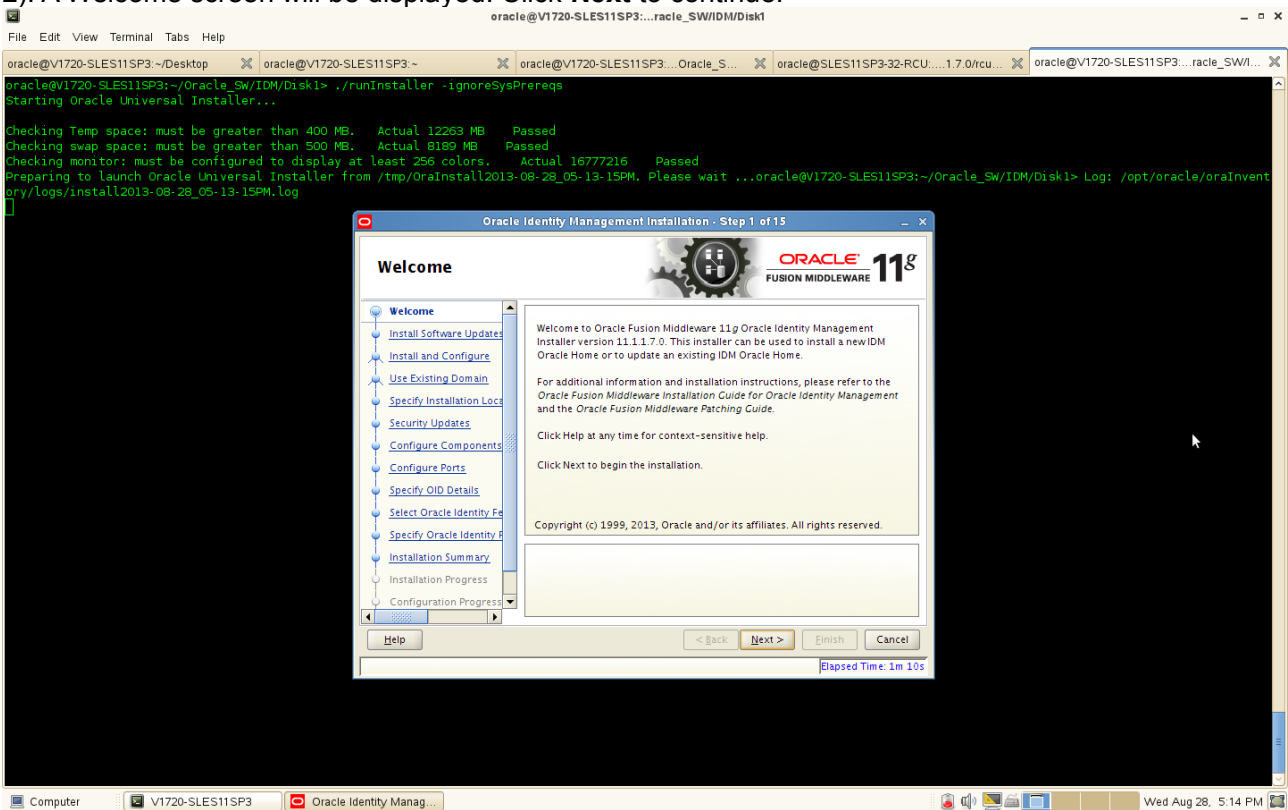 2). A Welcome screen will be displayed. Click Next to continue.
oracle@V1720-SLES11SP3:...racle_SW/IDM/Disk1
File Edit View Terminal Tabs Help
oracle@V1720-SLES11SP3:~/Desktop
oracle@V1720-SLES11SP3:~
oracle@V1720-SLES11SP3:...Oracle_S...
oracle@SLES11SP3-32-RCU:....1.7.0/rcu...
oracle@V1720-SLES11SP3:...racle_SW/I...
oracle@V1720-SLES11SP3:~/Oracle_SW/IDM/Disk1> ./runInstaller -ignoreSysPrereqs
Starting Oracle Universal Installer...
Checking Temp space: must be greater than 400 MB. Actual 12263 MB Passed
Checking swap space: must be greater than 500 MB. Actual 8189 MB Passed
Checking monitor: must be configured to display at least 256 colors. Actual 16777216 Passed
Preparing to launch Oracle Universal Installer from /tmp/OraInstall2013-08-28_05-13-15PM. Please wait ...oracle@V1720-SLES11SP3:~/Oracle_SW/IDM/Disk1> Log: /opt/oracle/oraInvent
ory/logs/install2013-08-28_05-13-15PM.log
Oracle Identity Management Installation - Step 1 of 15
Welcome
ORACLE
FUSION MIDDLEWARE 11g
Welcome
Install Software Updates
Install and Configure
Use Existing Domain
Specify Installation Loca
Security Updates
Configure Components
Configure Ports
Specify OID Details
Select Oracle Identity Fe
Specify Oracle Identity F
Installation Summary
Installation Progress
Configuration Progress
Welcome to Oracle Fusion Middleware 11g Oracle Identity Management
Installer version 11.1.1.7.0. This installer can be used to install a new IDM
Oracle Home or to update an existing IDM Oracle Home.
For additional information and installation instructions, please refer to the
Oracle Fusion Middleware Installation Guide for Oracle Identity Management
and the Oracle Fusion Middleware Patching Guide.
Click Help at any time for context-sensitive help.
Click Next to begin the installation.
Copyright (c) 1999, 2013, Oracle and/or its affiliates. All rights reserved.
Help
< Back
Next >
Finish
Cancel
Elapsed Time: 1m 10s
Computer
V1720-SLES11SP3
Oracle Identity Manag...
Wed Aug 28, 5:14 PM